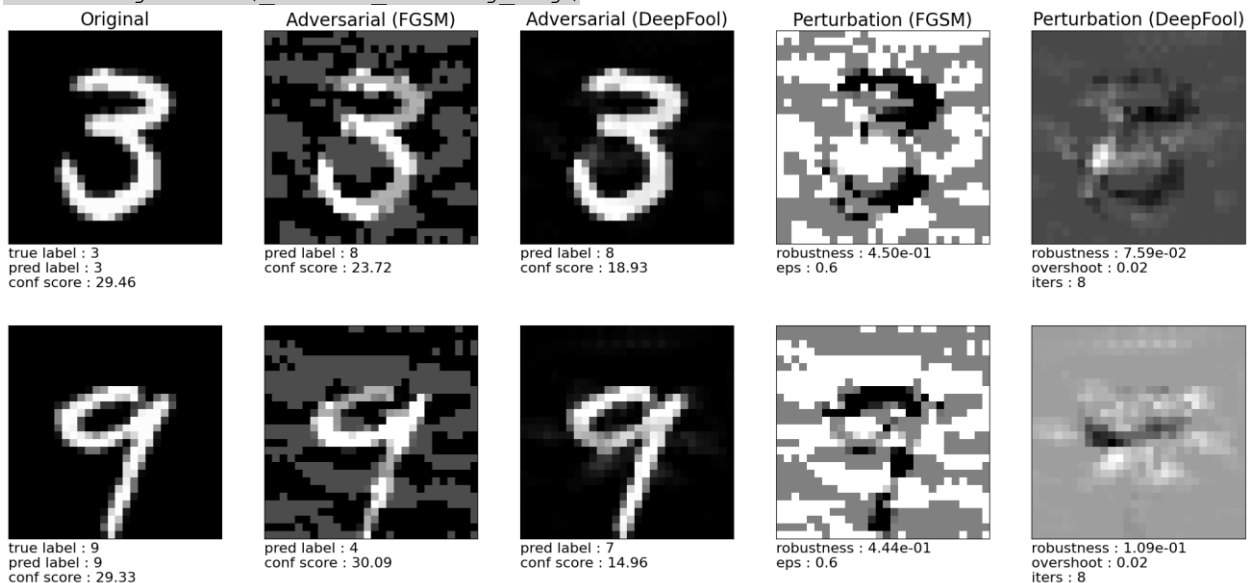 Original Adversarial (FGSM) Adversarial (DeepFool) Perturbation (FGSM) Perturbation (DeepFool)
true label : 3
pred label : 3
conf score : 29.46
pred label : 8
conf score : 23.72
pred label : 8
conf score : 18.93
robustness : 4.50e-01
eps : 0.6
robustness : 7.59e-02
overshoot : 0.02
iters : 8
true label : 9
pred label : 9
conf score : 29.33
pred label : 4
conf score : 30.09
pred label : 7
conf score : 14.96
robustness : 4.44e-01
eps : 0.6
robustness : 1.09e-01
overshoot : 0.02
iters : 8